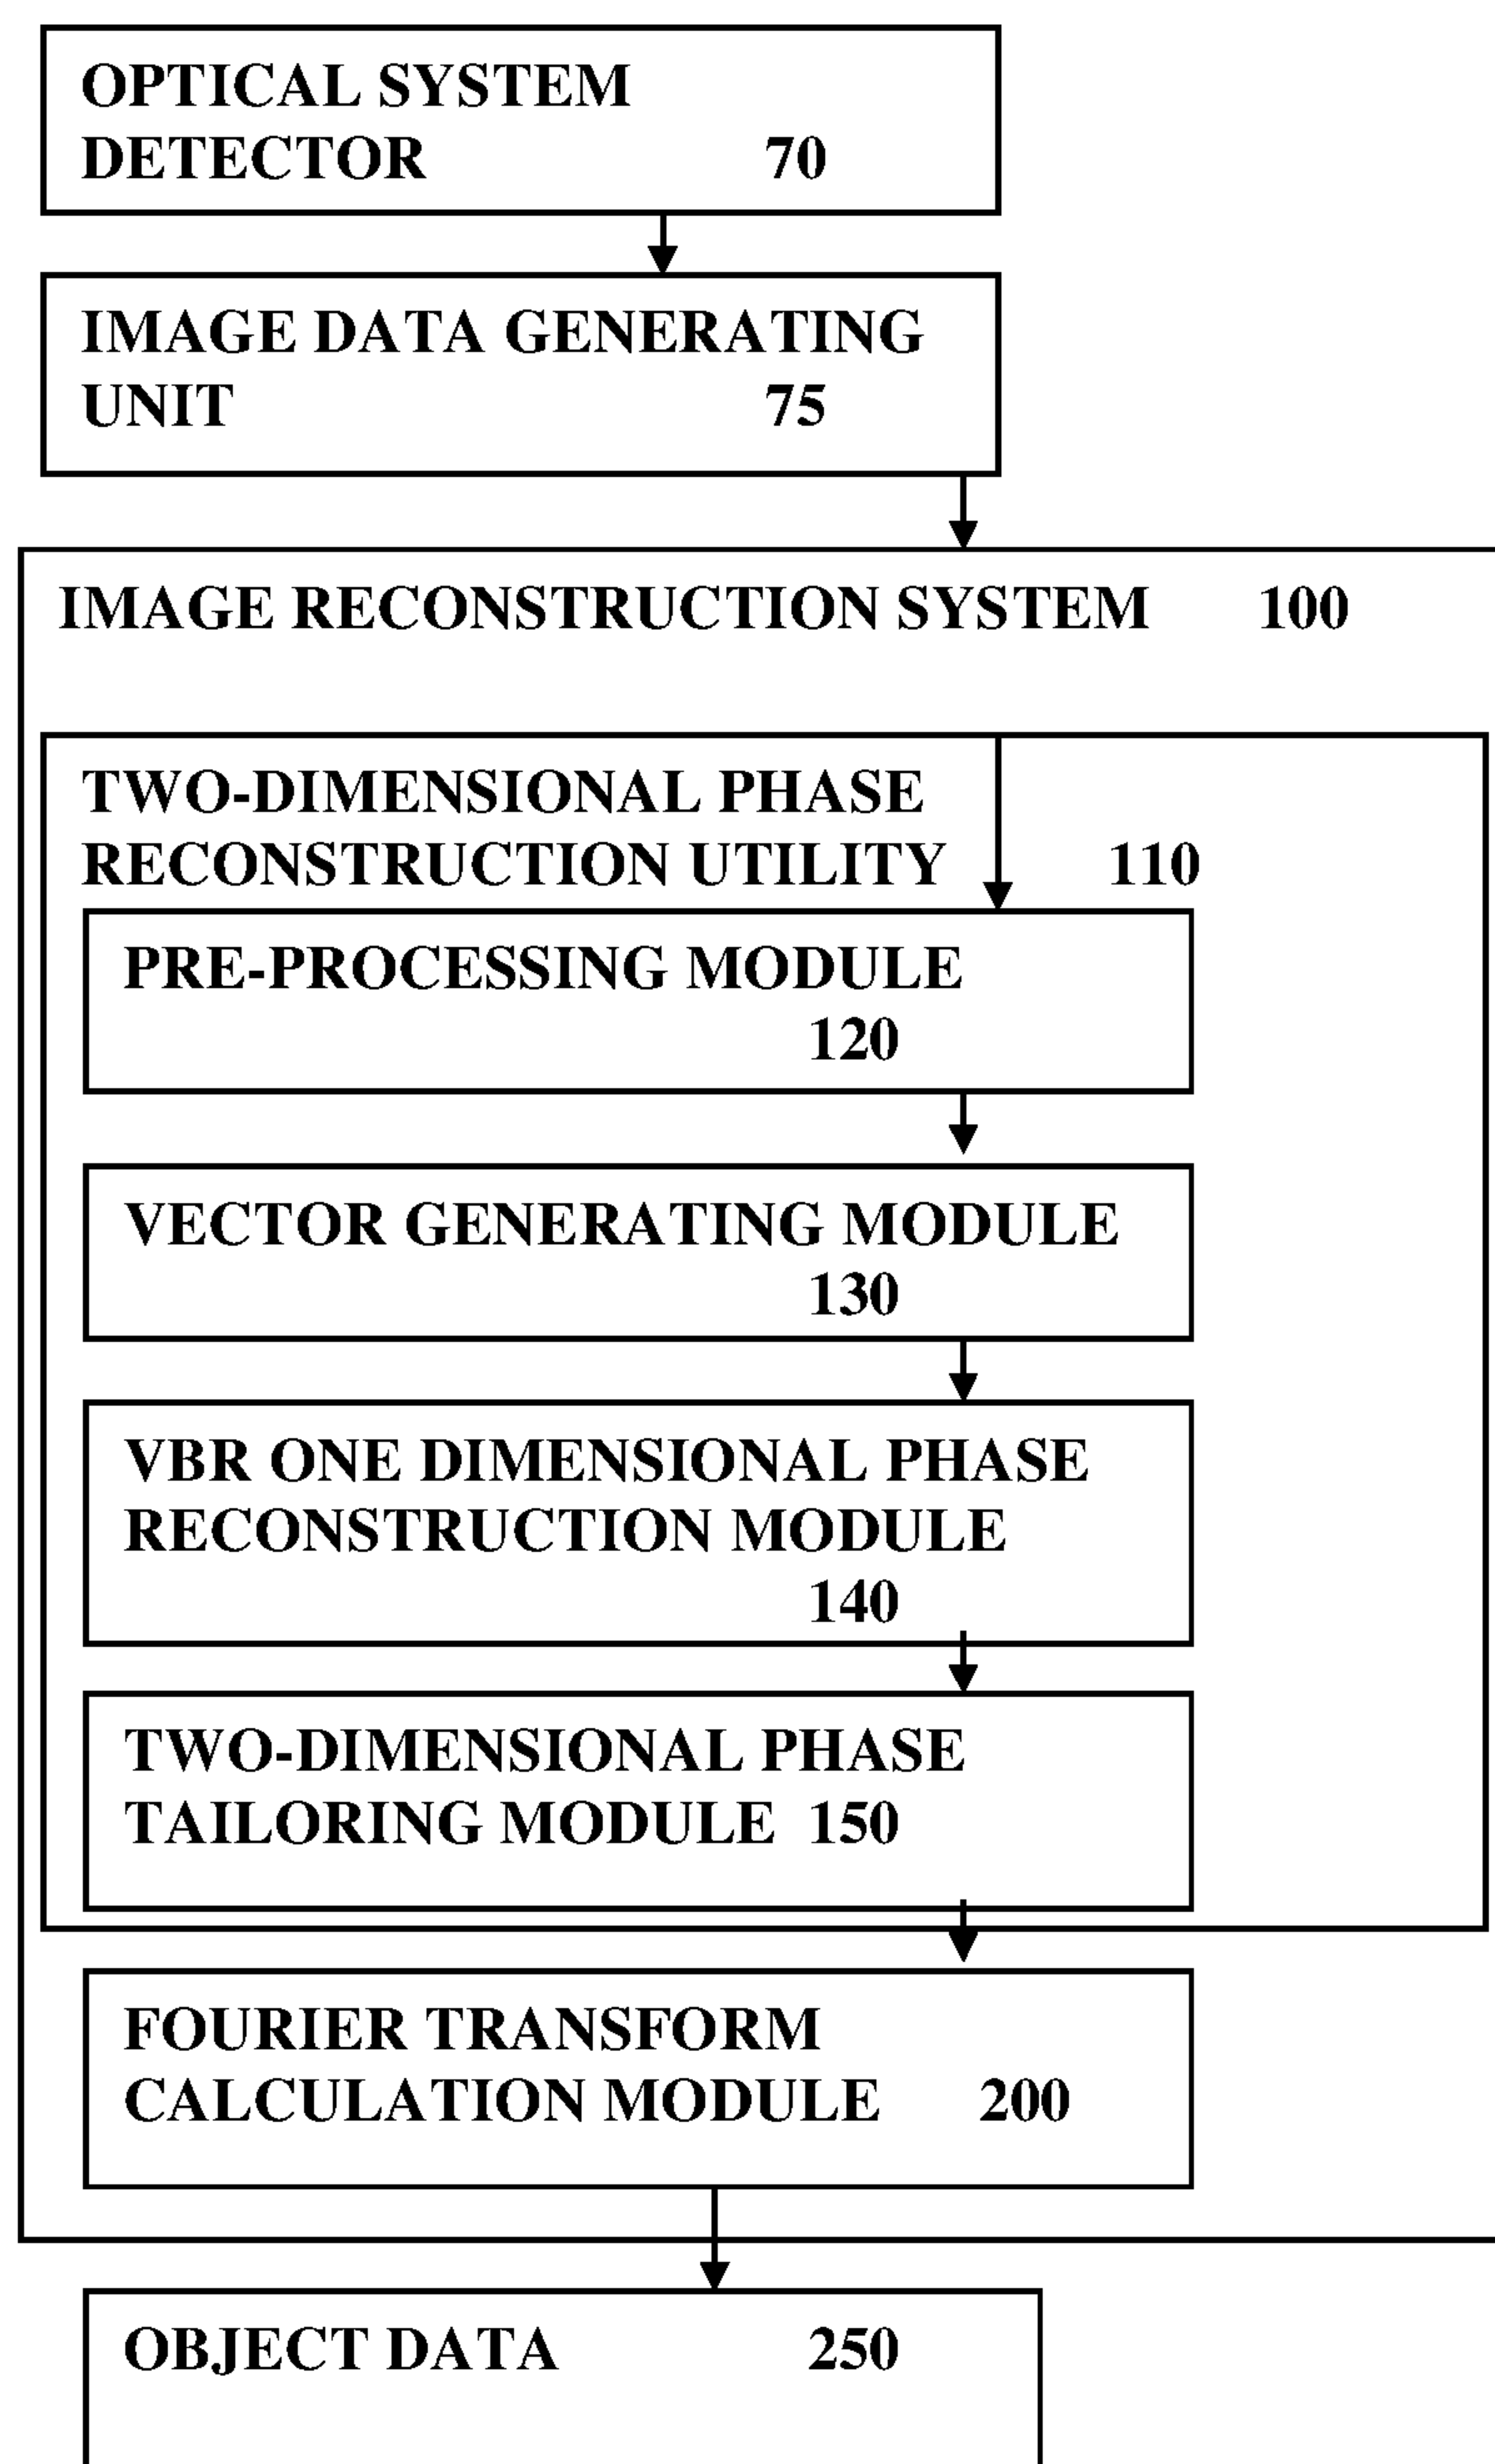 OPTICAL SYSTEM
DETECTOR 70
IMAGE DATA GENERATING
UNIT 75
IMAGE RECONSTRUCTION SYSTEM 100
TWO-DIMENSIONAL PHASE
RECONSTRUCTION UTILITY 110
PRE-PROCESSING MODULE
120
VECTOR GENERATING MODULE
130
VBR ONE DIMENSIONAL PHASE
RECONSTRUCTION MODULE
140
TWO-DIMENSIONAL PHASE
TAILORING MODULE 150
FOURIER TRANSFORM
CALCULATION MODULE 200
OBJECT DATA 250